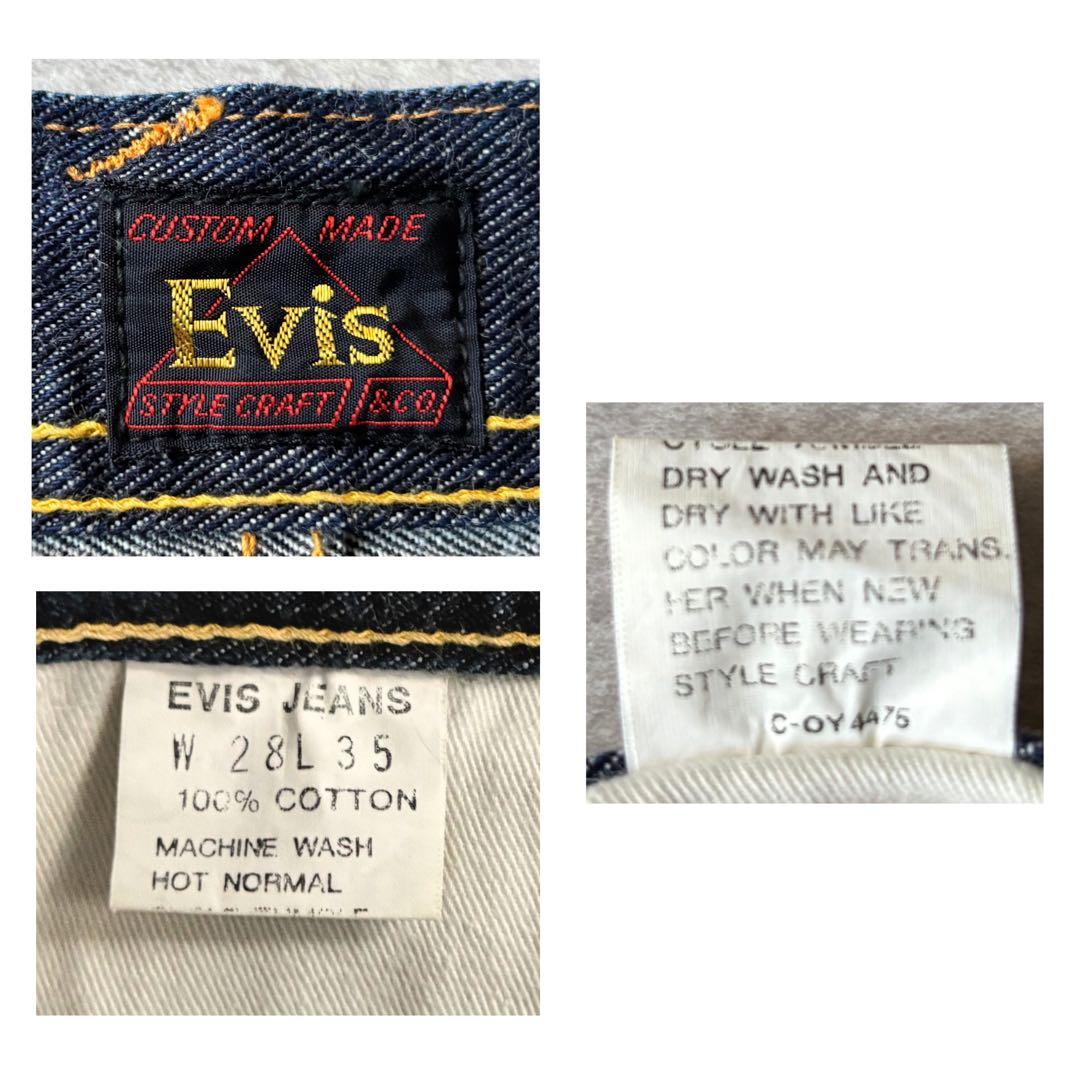 CUSTOM MADE
Evis
STYLE CRAFT &CO
EVIS JEANS
W 28L 35
100% COTTON
MACHINE WASH
HOT NORMAL
DRY WASH AND
DRY WITH LIKE
COLOR MAY TRANS.
HER WHEN NEW
BEFORE WEARING
STYLE CRAFT
C-OY4475